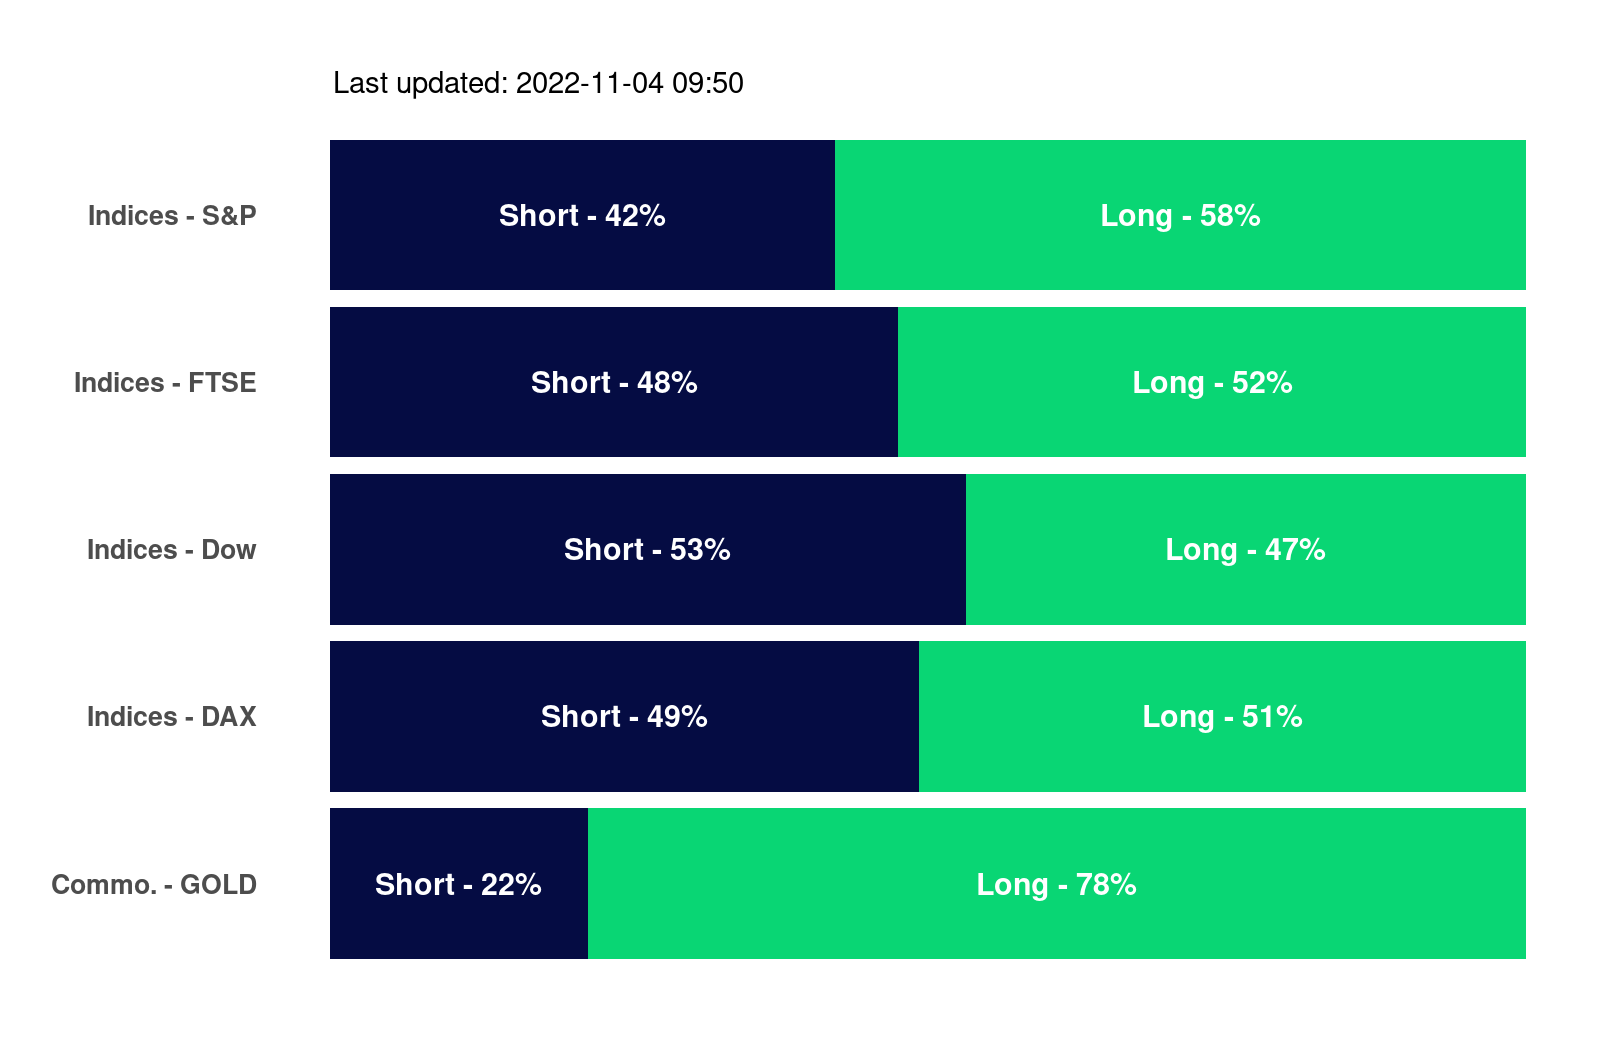 Last updated: 2022-11-04 09:50
Indices - S&P Short - 42% Long - 58%
Indices - FTSE Short - 48% Long - 52%
Indices - Dow Short - 53% Long - 47%
Indices - DAX Short - 49% Long - 51%
Commo. - GOLD Short - 22% Long - 78%